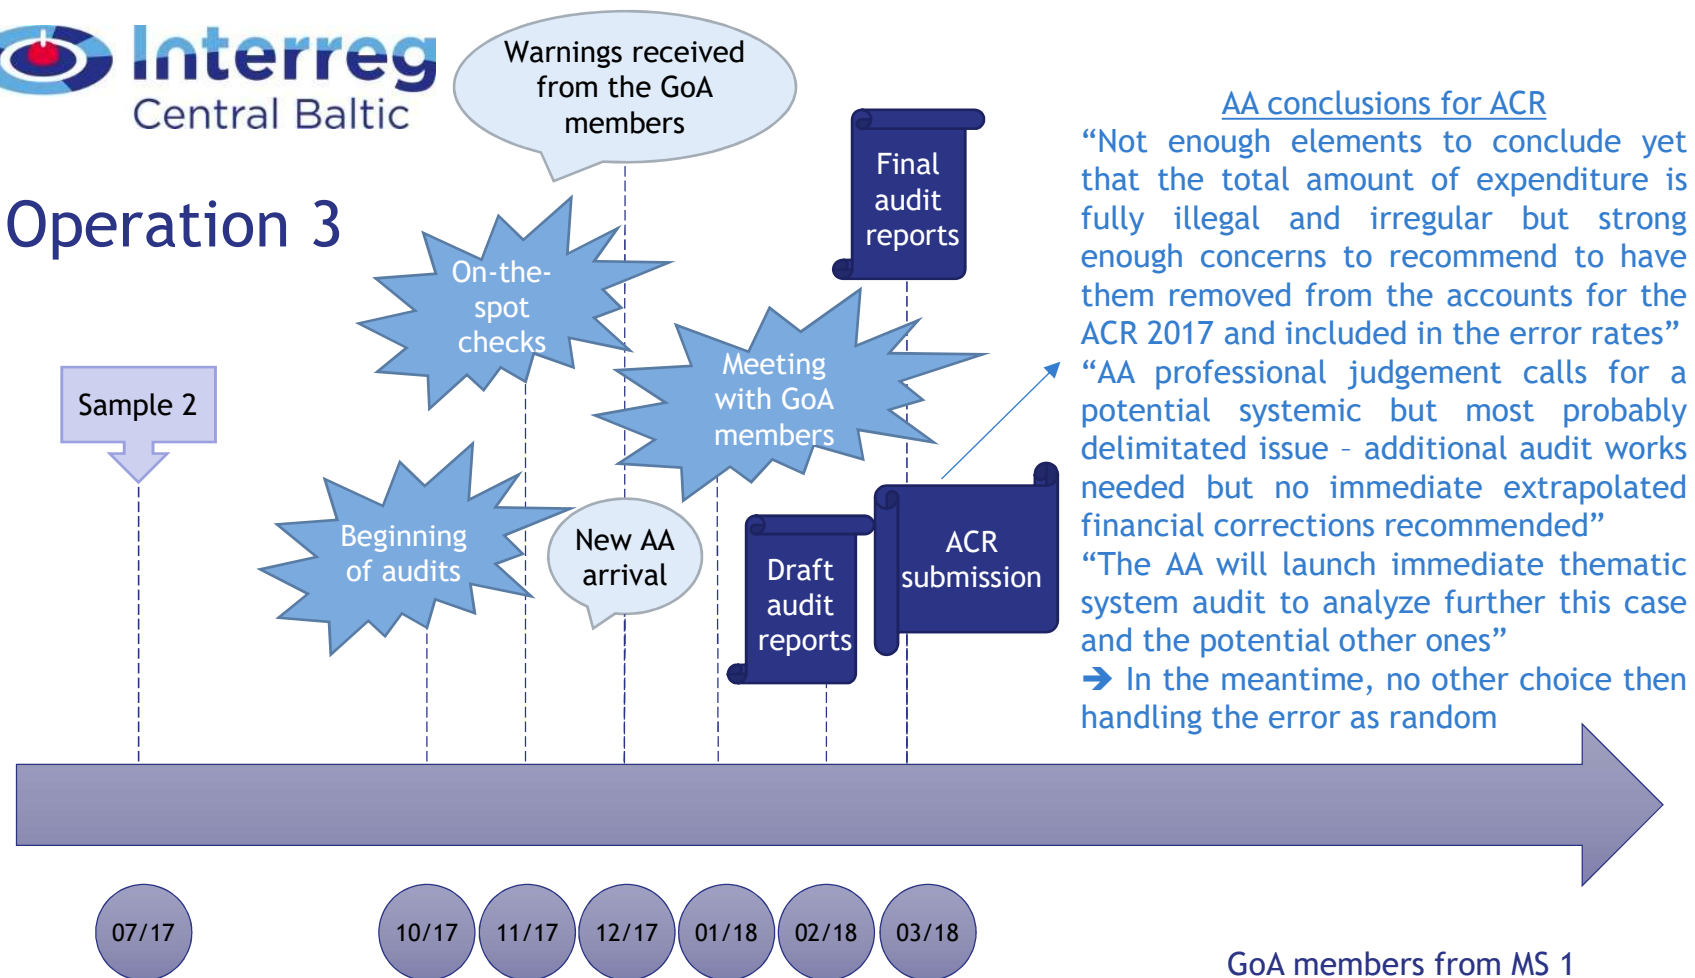 Interreg
Central Baltic
Operation 3
Warnings received
from the GoA
members
Final
audit
reports
On-the-
spot
checks
Meeting
with GoA
members
Sample 2
Beginning
of audits
New AA
arrival
Draft
audit
reports
ACR
submission
AA conclusions for ACR
“Not enough elements to conclude yet
that the total amount of expenditure is
fully illegal and irregular but strong
enough concerns to recommend to have
them removed from the accounts for the
ACR 2017 and included in the error rates”
“AA professional judgement calls for a
potential systemic but most probably
delimitated issue – additional audit works
needed but no immediate extrapolated
financial corrections recommended”
“The AA will launch immediate thematic
system audit to analyze further this case
and the potential other ones”
➔ In the meantime, no other choice then
handling the error as random
07/17
10/17
11/17
12/17
01/18
02/18
03/18
GoA members from MS 1